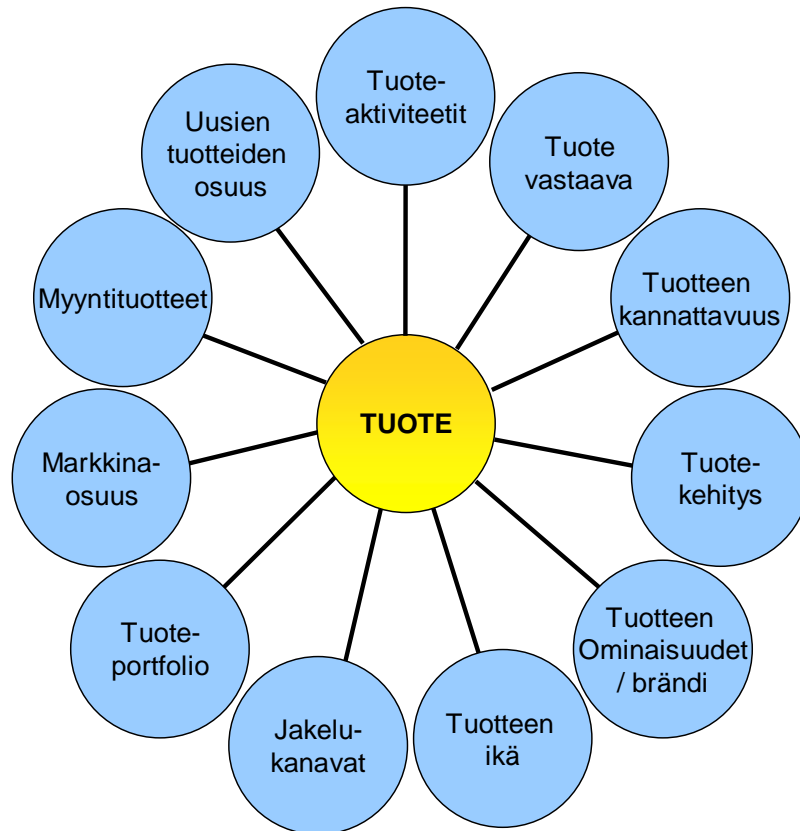 Tuote-
aktiviteetit
Tuote
vastaava
Tuotteen
kannattavuus
Tuote-
kehitys
Tuotteen
Ominaisuudet
/ brändi
Tuotteen
ikä
Jakelu-
kanavat
Tuote-
portfolio
Markkina-
osuus
Myyntituotteet
Uusien
tuotteiden
osuus
TUOTE